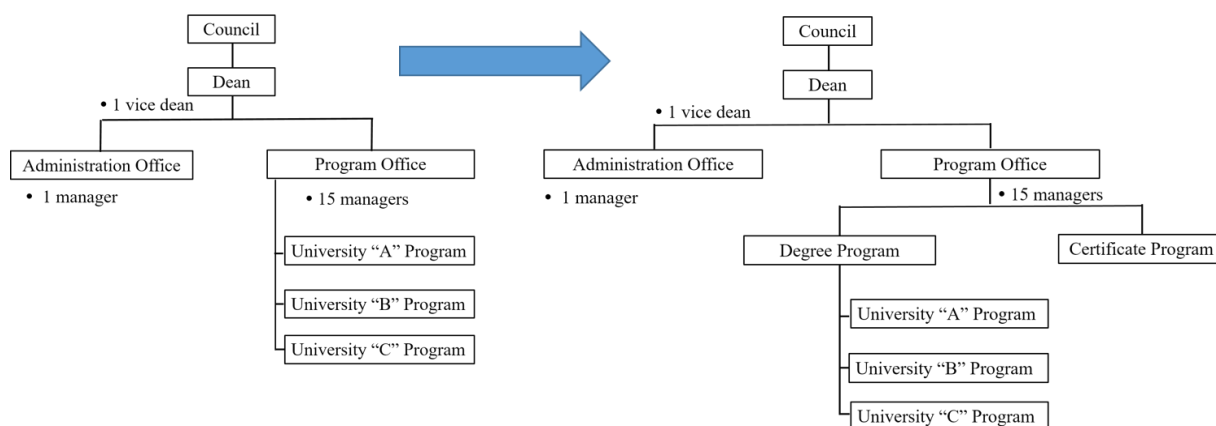 Council
Dean
• 1 vice dean
Administration Office
Program Office
• 1 manager
• 15 managers
University “A” Program
University “B” Program
University “C” Program
Council
Dean
• 1 vice dean
Administration Office
Program Office
• 1 manager
• 15 managers
Degree Program
Certificate Program
University “A” Program
University “B” Program
University “C” Program